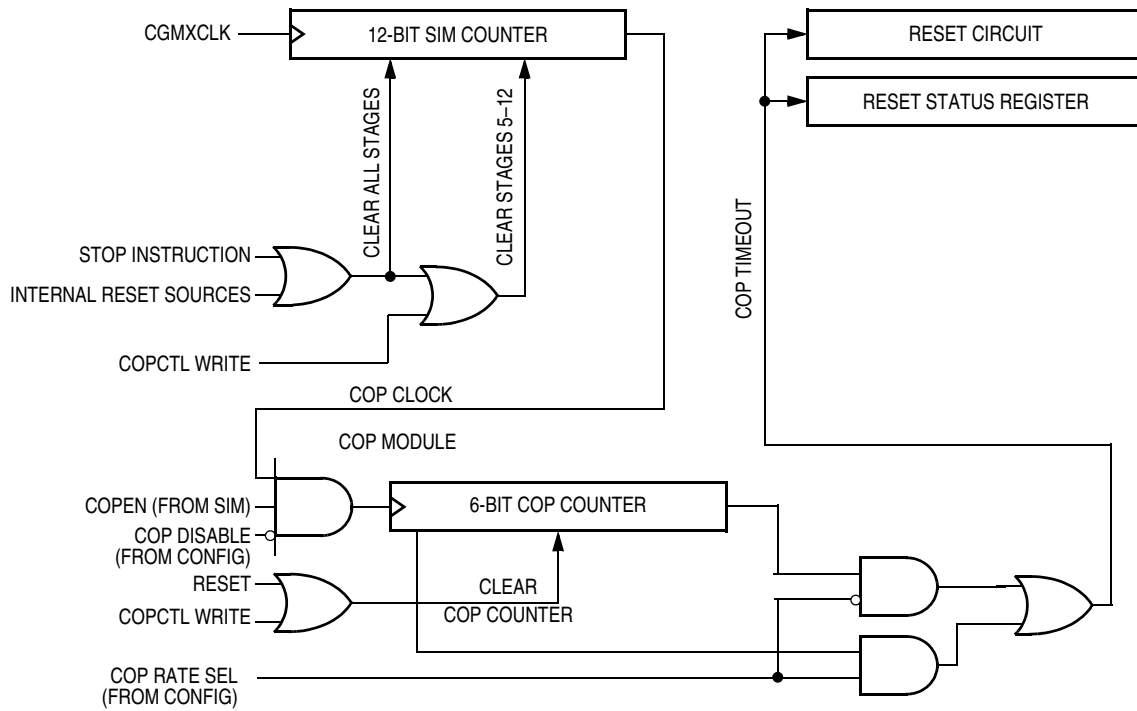 CGMXCLK
12-BIT SIM COUNTER
RESET CIRCUIT
RESET STATUS REGISTER
CLEAR ALL STAGES
CLEAR STAGES 5–12
STOP INSTRUCTION
INTERNAL RESET SOURCES
COPCTL WRITE
COP TIMEOUT
COP CLOCK
COP MODULE
COPEN (FROM SIM)
COP DISABLE
(FROM CONFIG)
6-BIT COP COUNTER
RESET
COPCTL WRITE
CLEAR
COP COUNTER
COP RATE SEL
(FROM CONFIG)